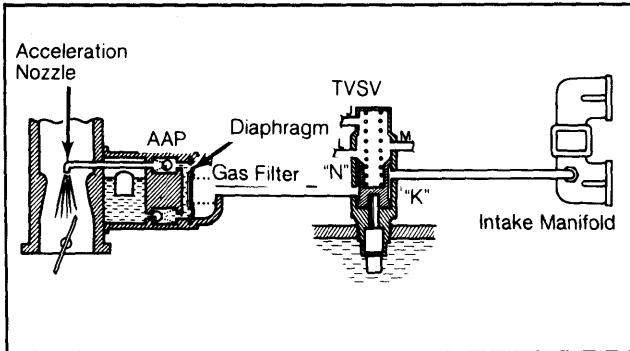 Acceleration
Nozzle
TVSV
AAP
Diaphragm
J
L
M
Gas Filter
"N"
"K"
Intake Manifold